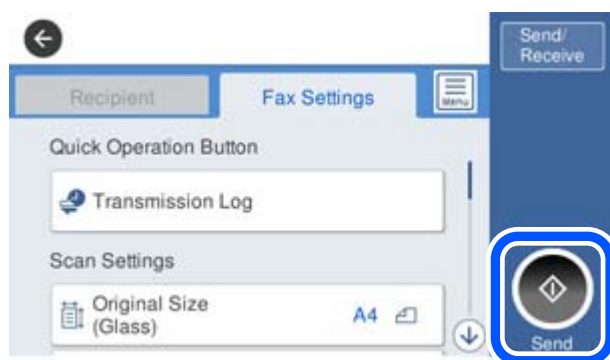 Send/
Receive
Recipient
Fax Settings
Menu
Quick Operation Button
Transmission Log
Scan Settings
Original Size
(Glass)
A4
Send